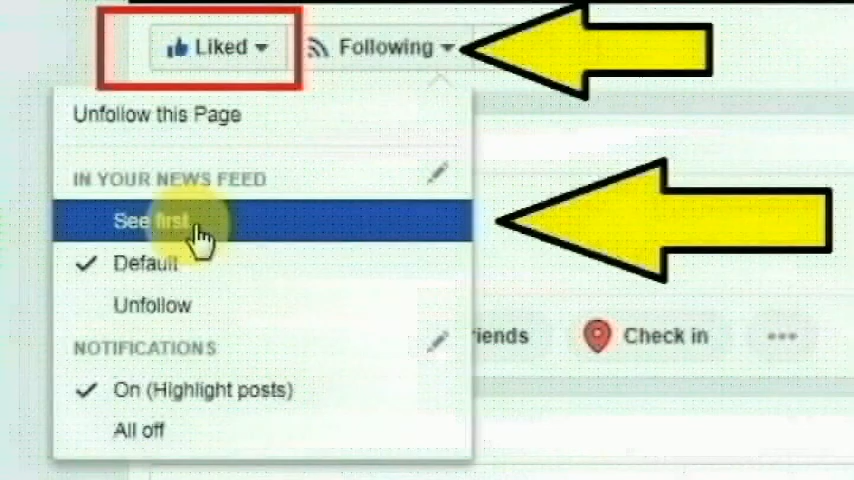 Liked Following
Unfollow this Page
IN YOUR NEWS FEED
See first
Default
Unfollow
riends Check in
NOTIFICATIONS
On (Highlight posts)
All off